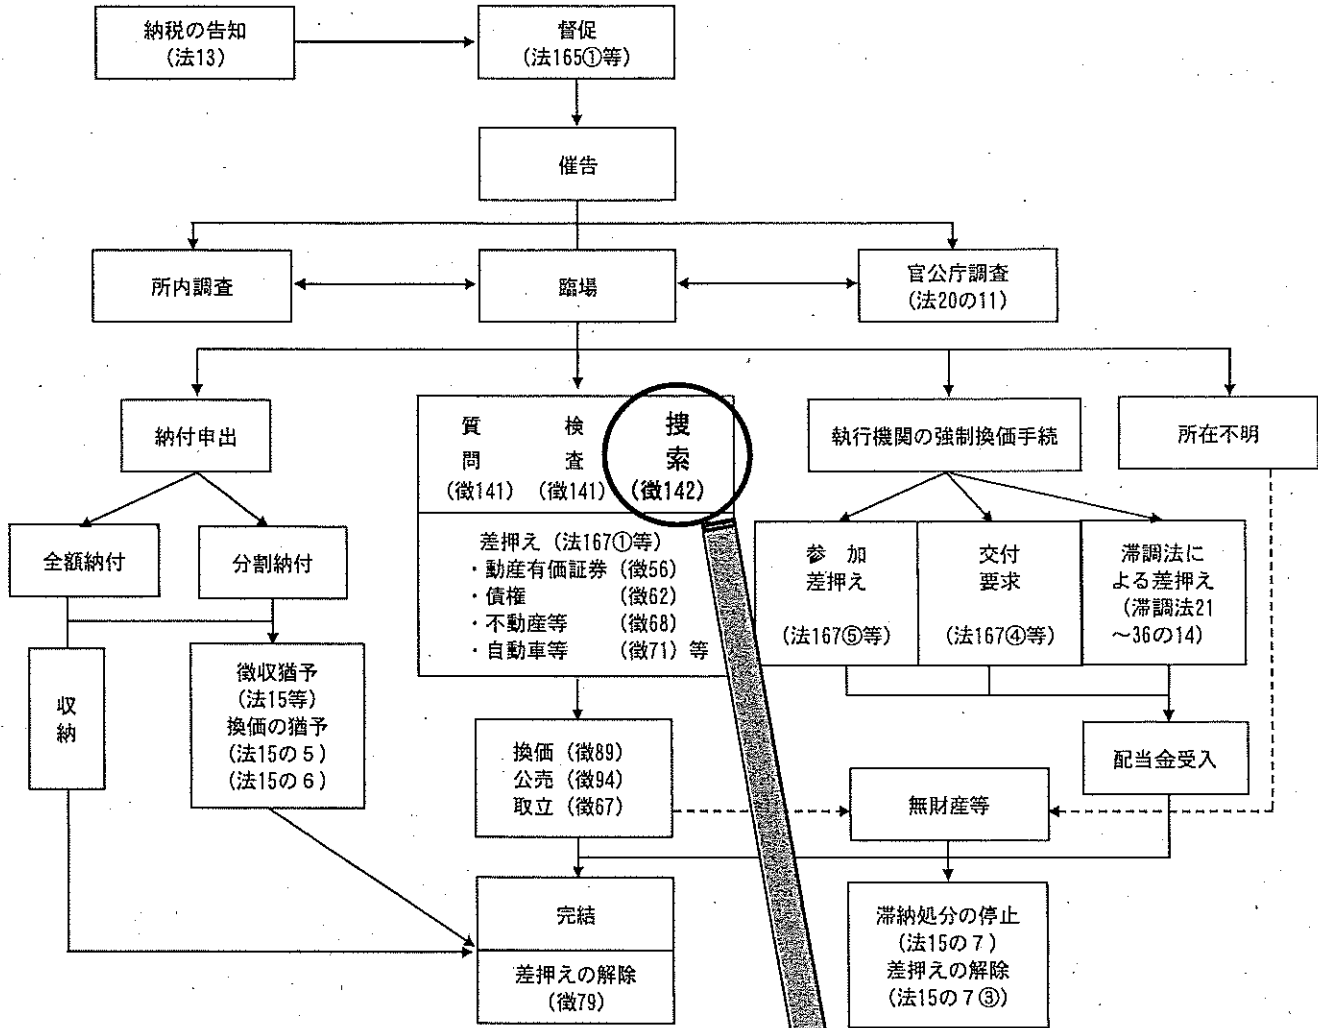 納税の告知
(法13)
督促
(法165①等)
催告
所内調査
臨場
官公庁調査
(法20の11)
納付申出
質問
(徴141)
検査
(徴141)
捜索
(徴142)
執行機関の強制換価手続
所在不明
全額納付
分割納付
差押え (法167①等)
・動産有価証券 (徴56)
・債権 (徴62)
・不動産等 (徴68)
・自動車等 (徴71) 等
参加
差押え
(法167⑤等)
交付
要求
(法167④等)
滞調法に
よる差押え
(滞調法21
～36の14)
収納
徴収猶予
(法15等)
換価の猶予
(法15の5)
(法15の6)
換価 (徴89)
公売 (徴94)
取立 (徴67)
無財産等
配当金受入
完結
差押えの解除
(徴79)
滞納処分の停止
(法15の7)
差押えの解除
(法15の7③)